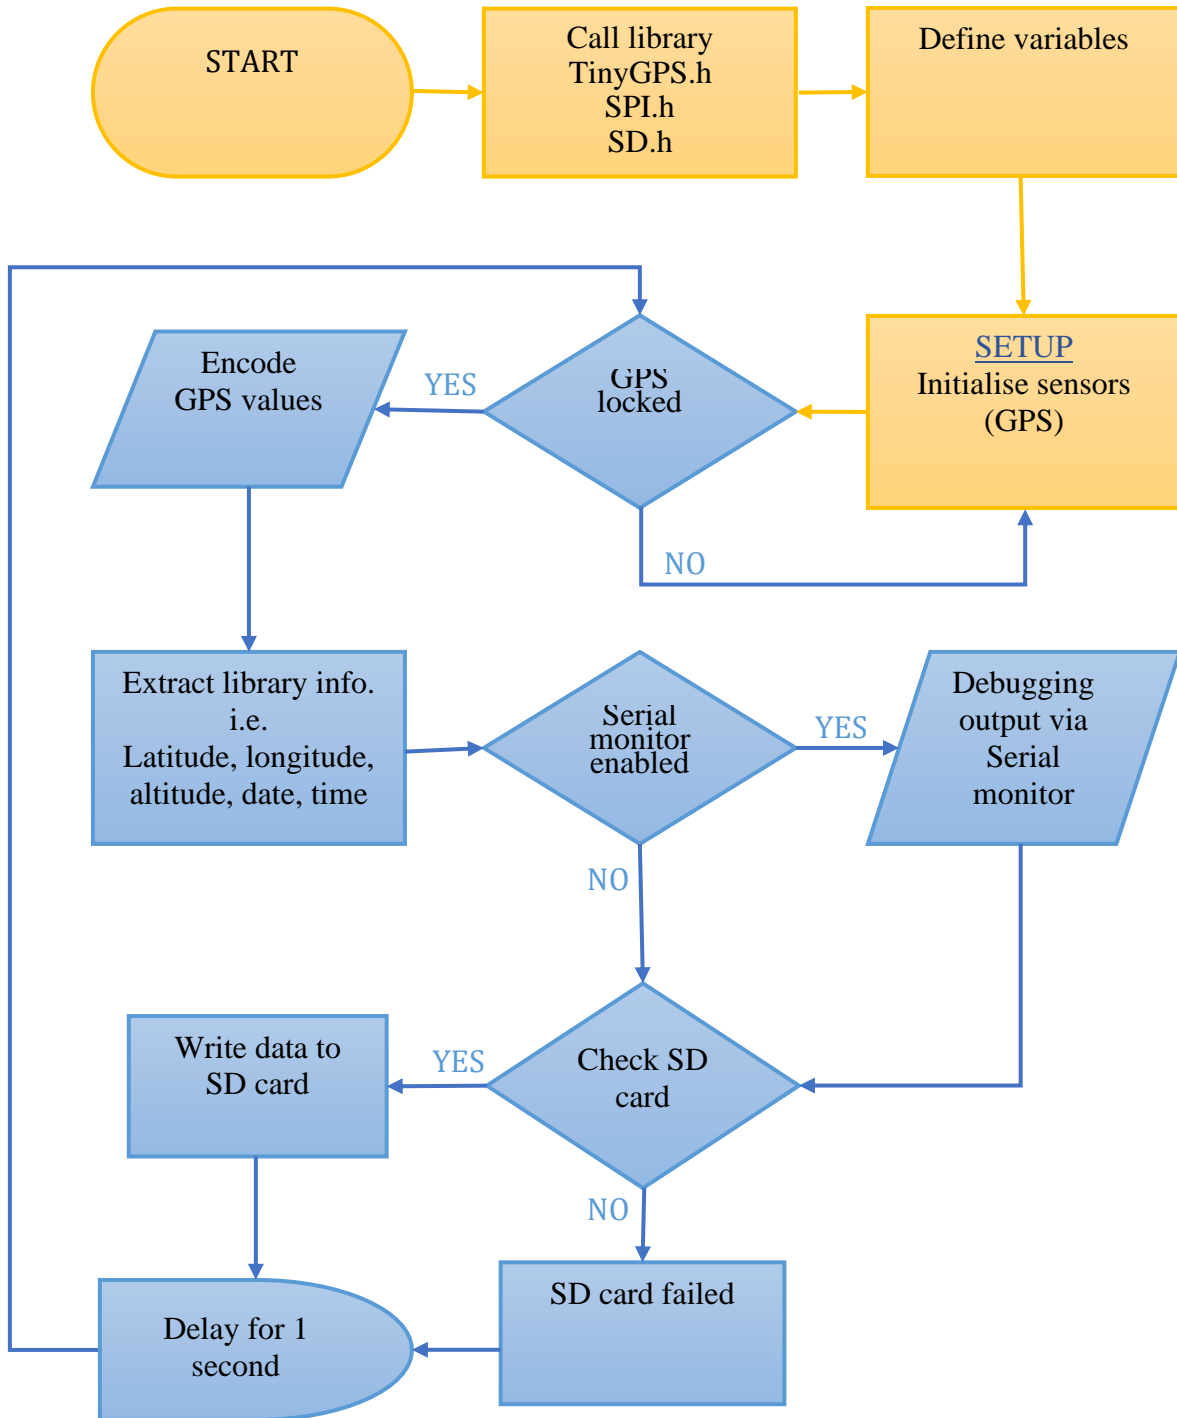 START
Call library
TinyGPS.h
SPI.h
SD.h
Define variables
SETUP
Initialise sensors
(GPS)
GPS
locked
YES
Encode
GPS values
NO
Extract library info.
i.e.
Latitude, longitude,
altitude, date, time
Serial
monitor
enabled
YES
Debugging
output via
Serial
monitor
NO
Check SD
card
YES
Write data to
SD card
NO
SD card failed
Delay for 1
second